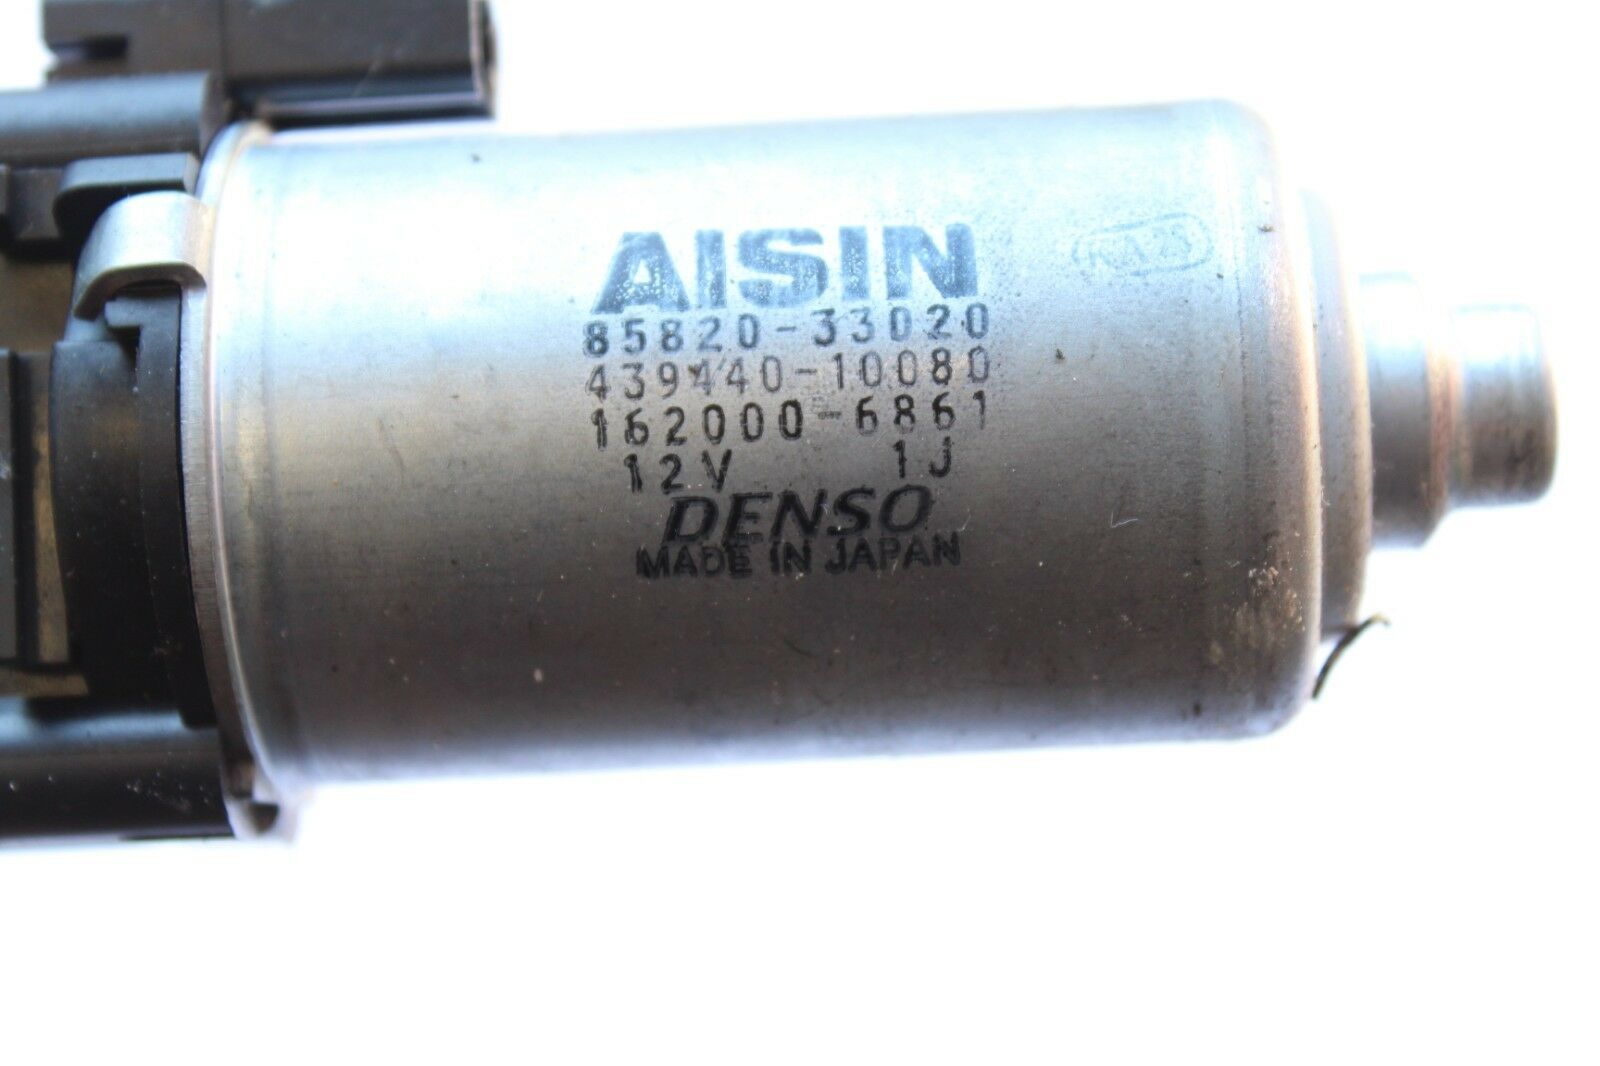 AISIN
85820-33020
439440-10080
162000-6861
12V 1J
DENSO
MADE IN JAPAN